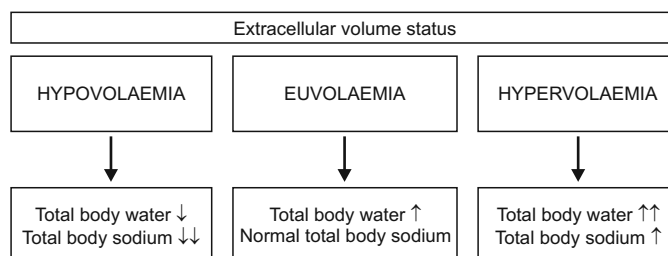 Extracellular volume status
HYPOVOLAEMIA
EUVOLAEMIA
HYPERVOLAEMIA
Total body water ↓
Total body sodium ↓↓
Total body water ↑
Normal total body sodium
Total body water ↑↑
Total body sodium ↑